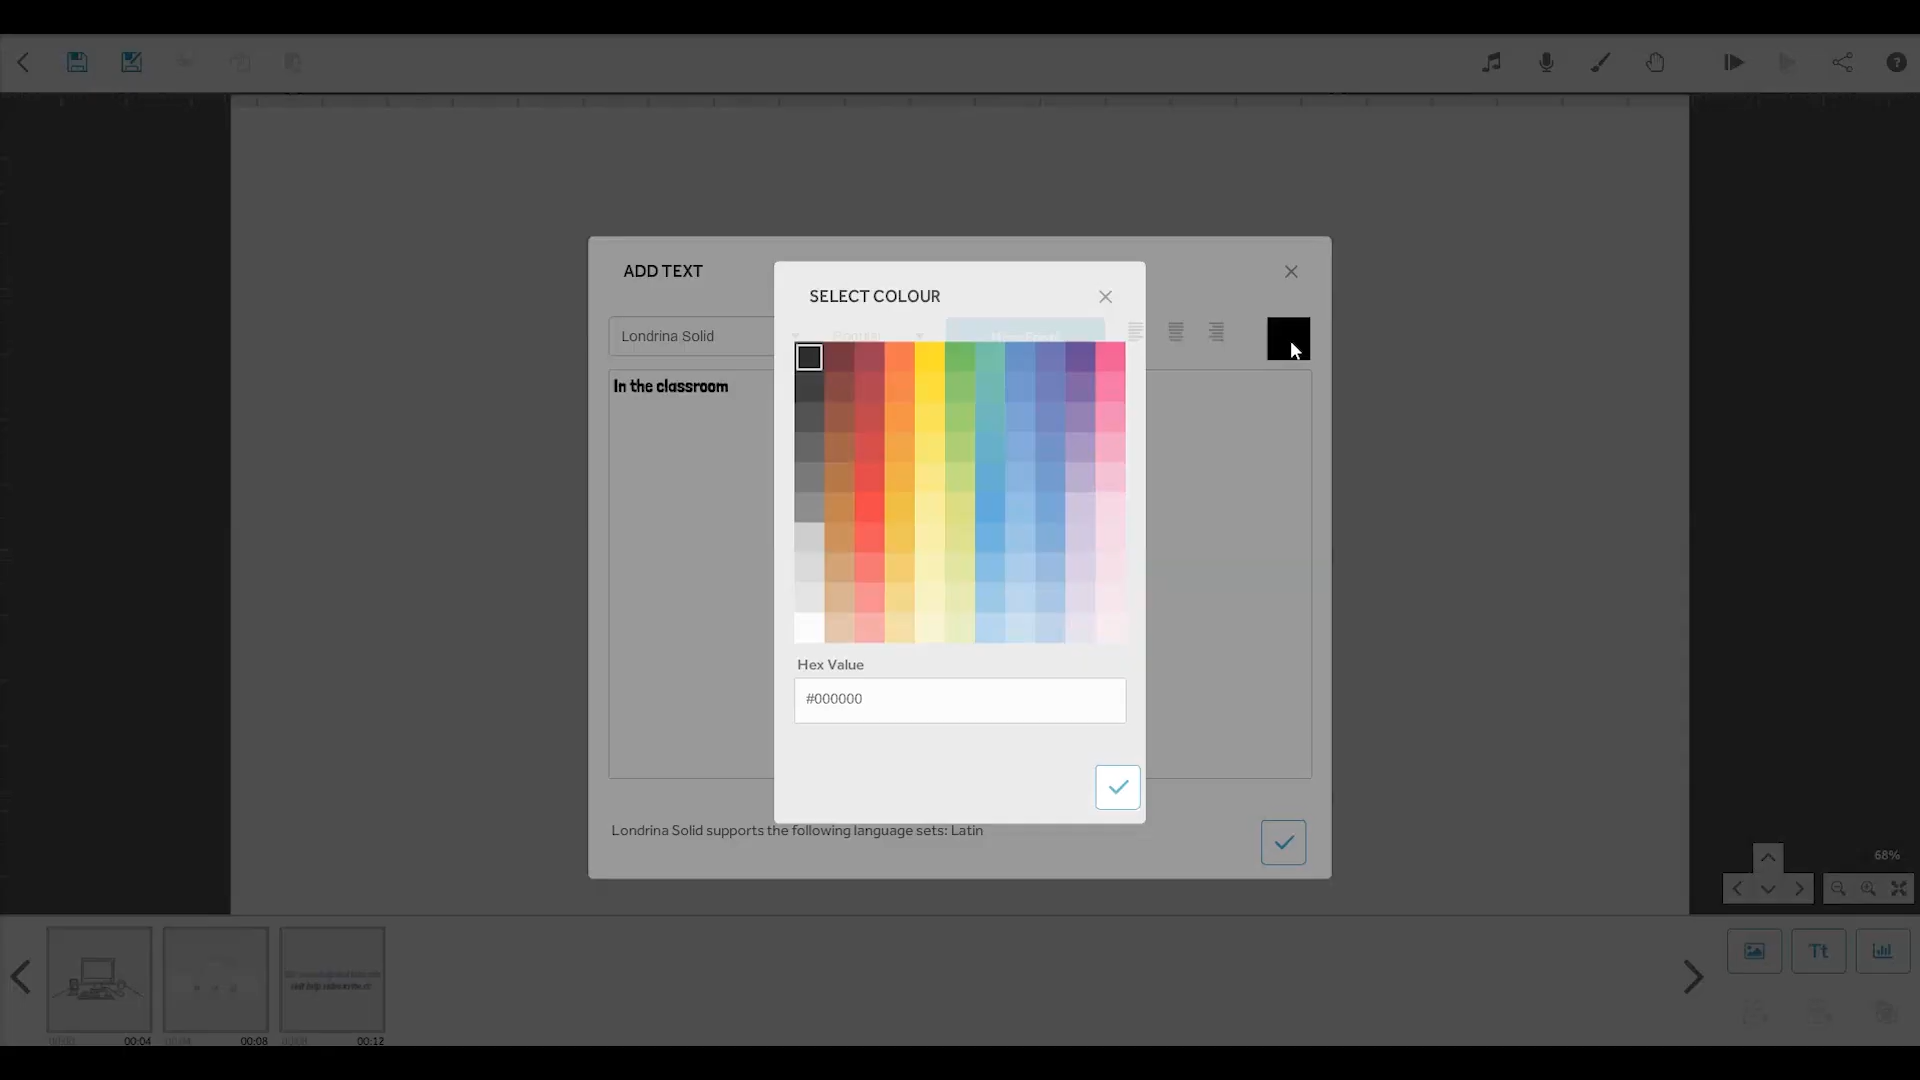 ADD TEXT
SELECT COLOUR
Londrina Solid
In the classroom
Hex Value
#000000
Londrina Solid supports the following language sets: Latin
68%
Tt
00:04
00:08
00:12